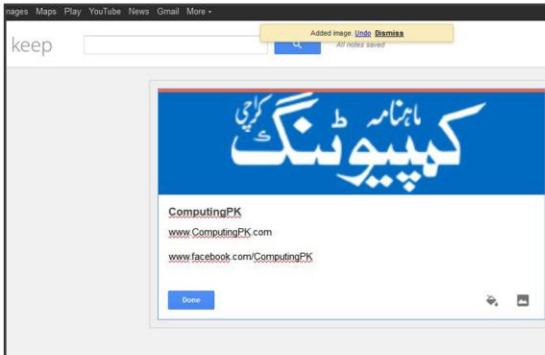 nages Maps Play YouTube News Gmail More
Added image. Undo Dismiss
keep
All notes saved
ماہنامہ
کمپیوٹنگ
کراچی
ComputingPK
www.ComputingPK.com
www.facebook.com/ComputingPK
Done